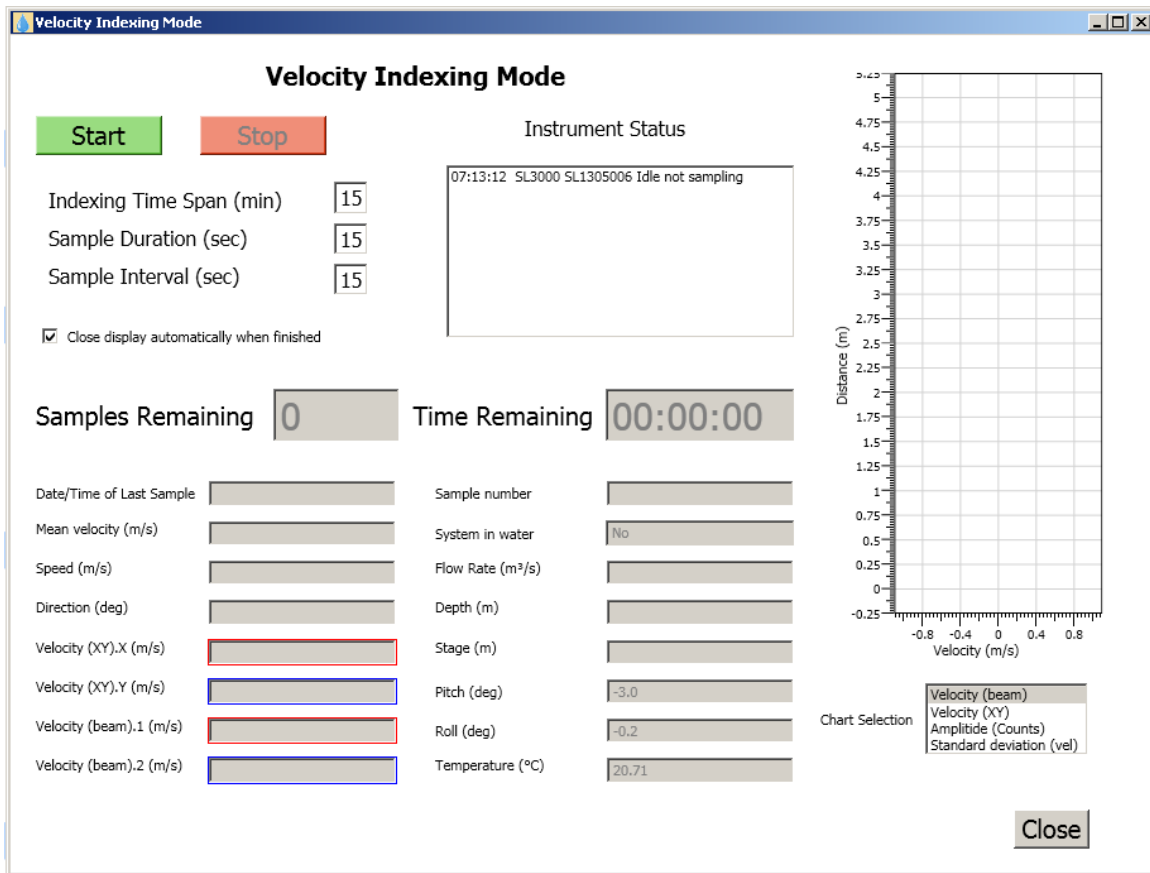 Velocity Indexing Mode
Velocity Indexing Mode
Start
Stop
Instrument Status
07:13:12 SL3000 SL1305006 Idle not sampling
Indexing Time Span (min) 15
Sample Duration (sec) 15
Sample Interval (sec) 15
Close display automatically when finished
Samples Remaining 0
Time Remaining 00:00:00
Date/Time of Last Sample
Mean velocity (m/s)
Speed (m/s)
Direction (deg)
Velocity (XY).X (m/s)
Velocity (XY).Y (m/s)
Velocity (beam).1 (m/s)
Velocity (beam).2 (m/s)
Sample number
System in water No
Flow Rate (m³/s)
Depth (m)
Stage (m)
Pitch (deg) -3.0
Roll (deg) -0.2
Temperature (°C) 20.71
Distance (m)
5.25
5
4.75
4.5
4.25
4
3.75
3.5
3.25
3
2.75
2.5
2.25
2
1.75
1.5
1.25
1
0.75
0.5
0.25
0
-0.25
-0.8 -0.4 0 0.4 0.8
Velocity (m/s)
Chart Selection
Velocity (beam)
Velocity (XY)
Amplitide (Counts)
Standard deviation (vel)
Close